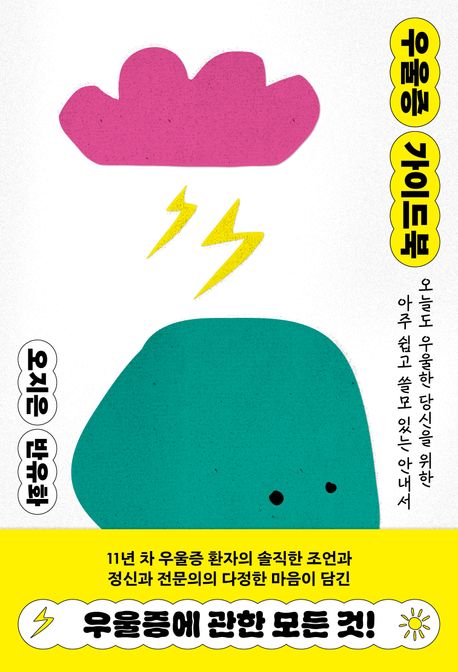 우울증 가이드북
오늘도 우울한 당신을 위한
아주 쉽고 쓸모 있는 안내서
오지은 반유화
11년 차 우울증 환자의 솔직한 조언과
정신과 전문의의 다정한 마음이 담긴
우울증에 관한 모든 것!